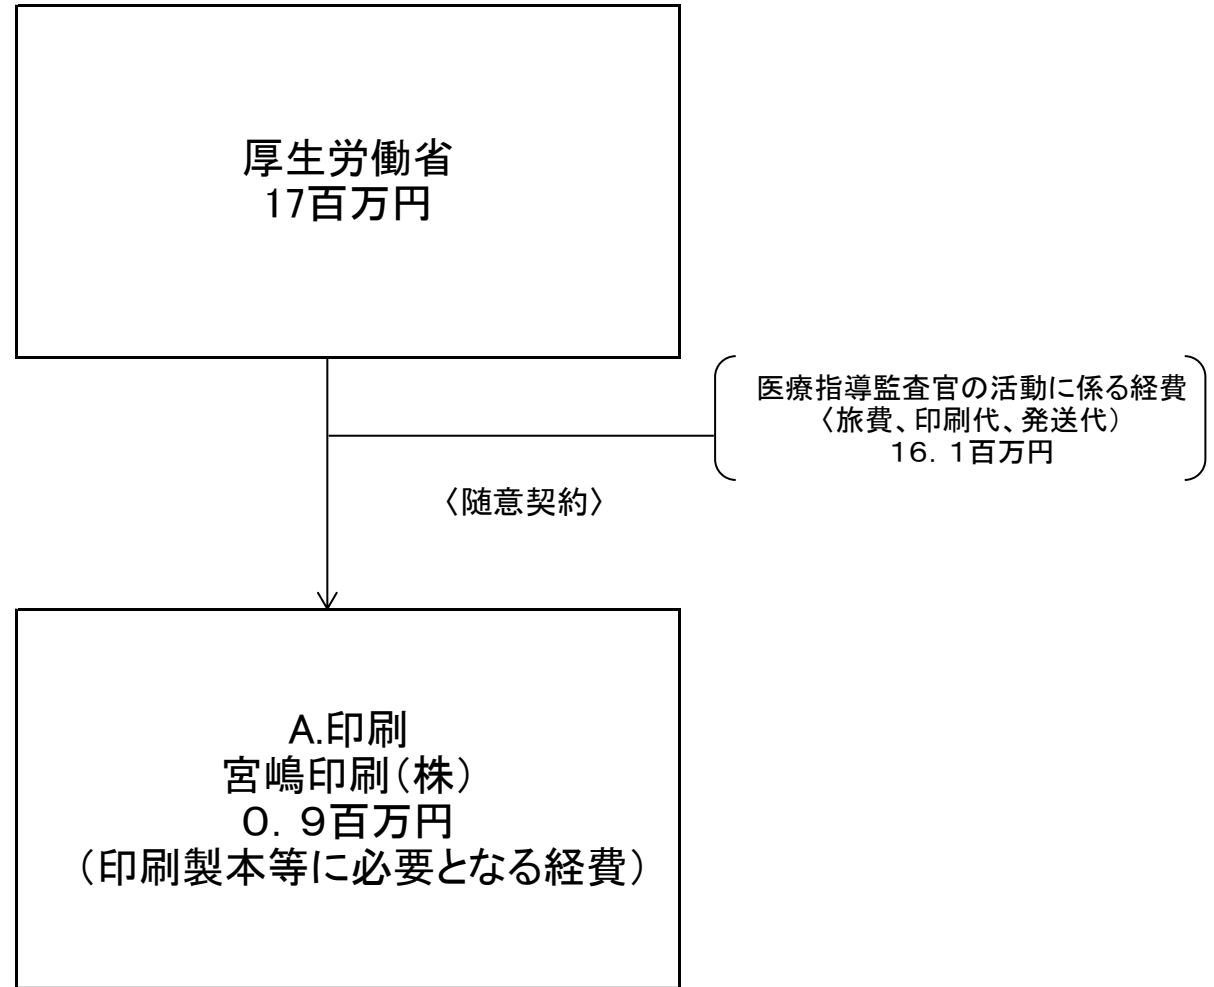 厚生労働省
17百万円
医療指導監査官の活動に係る経費
〈旅費、印刷代、発送代）
１６．１百万円
〈随意契約〉
A.印刷
宮嶋印刷（株）
０．９百万円
（印刷製本等に必要となる経費）